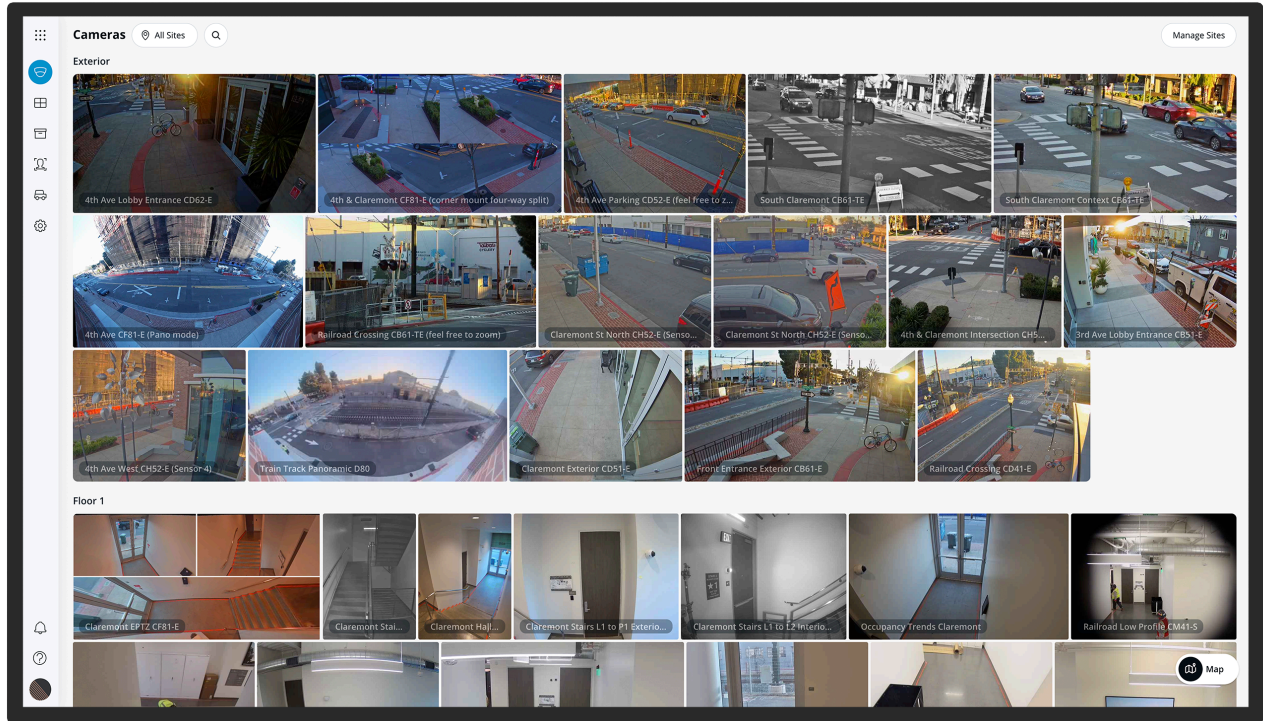 Cameras
All Sites
Manage Sites
Exterior
4th Ave Lobby Entrance CD62-E
4th & Claremont CF81-E (corner mount four-way split)
4th Ave Parking CD52-E (feel free to z...
South Claremont CB61-TE
South Claremont Context CB61-TE
4th Ave CF81-E (Pano mode)
Railroad Crossing CB61-TE (feel free to zoom)
Claremont St North CH52-E (Senso...
Claremont St North CH52-E (Senso...
4th & Claremont Intersection CH5...
3rd Ave Lobby Entrance CB51-E
4th Ave West CH52-E (Sensor 4)
Train Track Panoramic D80
Claremont Exterior CD51-E
Front Entrance Exterior CB61-E
Railroad Crossing CD41-E
Floor 1
Claremont EPTZ CF81-E
Claremont Stai...
Claremont Hall...
Claremont Stairs L1 to P1 Exterio...
Claremont Stairs L1 to L2 Interio...
Occupancy Trends Claremont
Railroad Low Profile CM41-S
Map